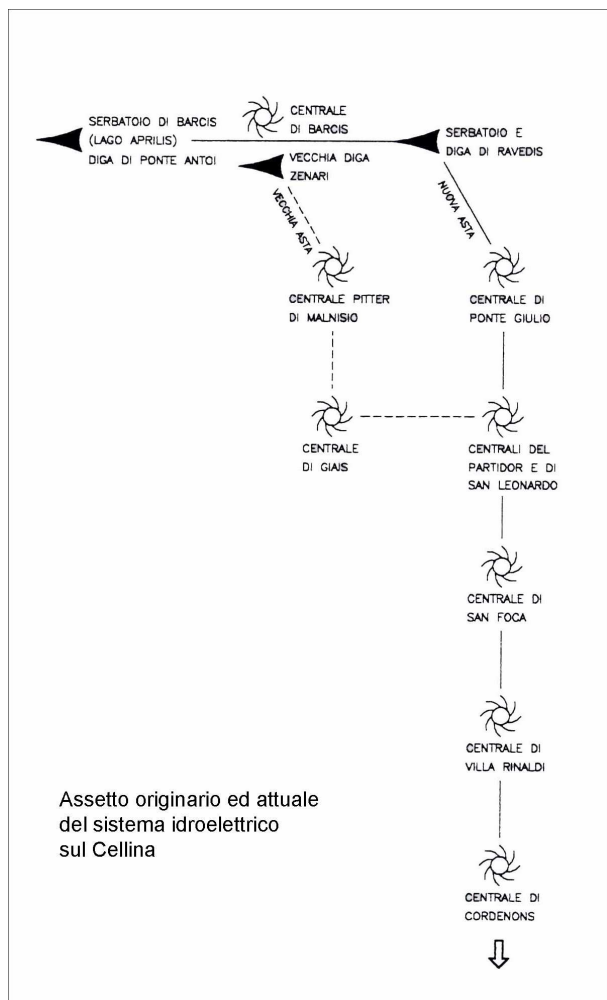 SERBATOIO DI BARCIS
(LAGO APRILIS)
DIGA DI PONTE ANTOI
CENTRALE
DI BARCIS
SERBATOIO E
DIGA DI RAVEDIS
VECCHIA DIGA
ZENARI
VECCHIA ASTA
NUOVA ASTA
CENTRALE PITTER
DI MALNISIO
CENTRALE DI
PONTE GIULIO
CENTRALE
DI GIAIS
CENTRALI DEL
PARTIDOR E DI
SAN LEONARDO
CENTRALE DI
SAN FOCA
CENTRALE DI
VILLA RINALDI
Assetto originario ed attuale
del sistema idroelettrico
sul Cellina
CENTRALE DI
CORDENONS